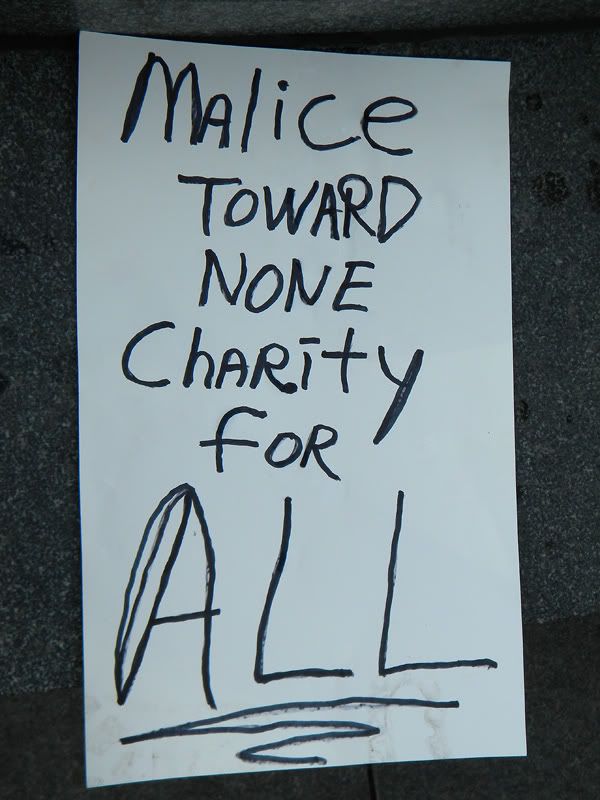 Malice
TOWARD
NONE
Charity
for
ALL